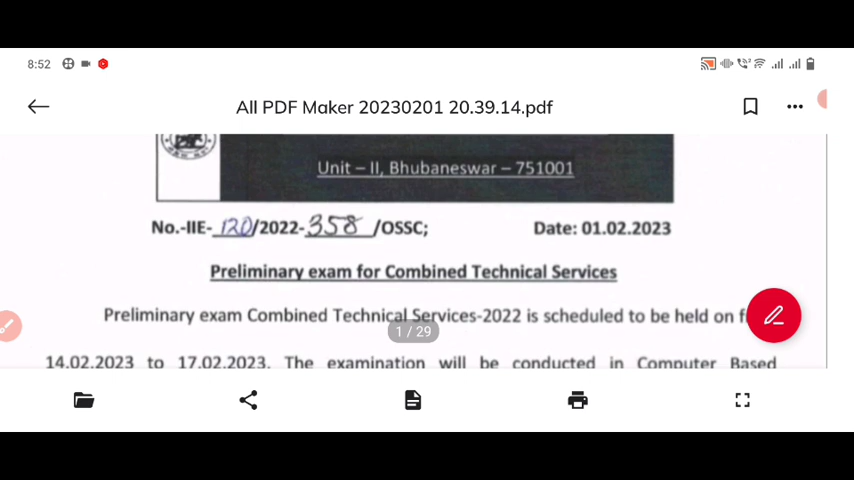 8:52
All PDF Maker 20230201 20.39.14.pdf
Unit – II, Bhubaneswar – 751001
No.-IIE-120/2022-358/OSSC; Date: 01.02.2023
Preliminary exam for Combined Technical Services
Preliminary exam Combined Technical Services-2022 is scheduled to be held on
1 / 29
14.02.2023 to 17.02.2023. The examination will be conducted in Computer Based